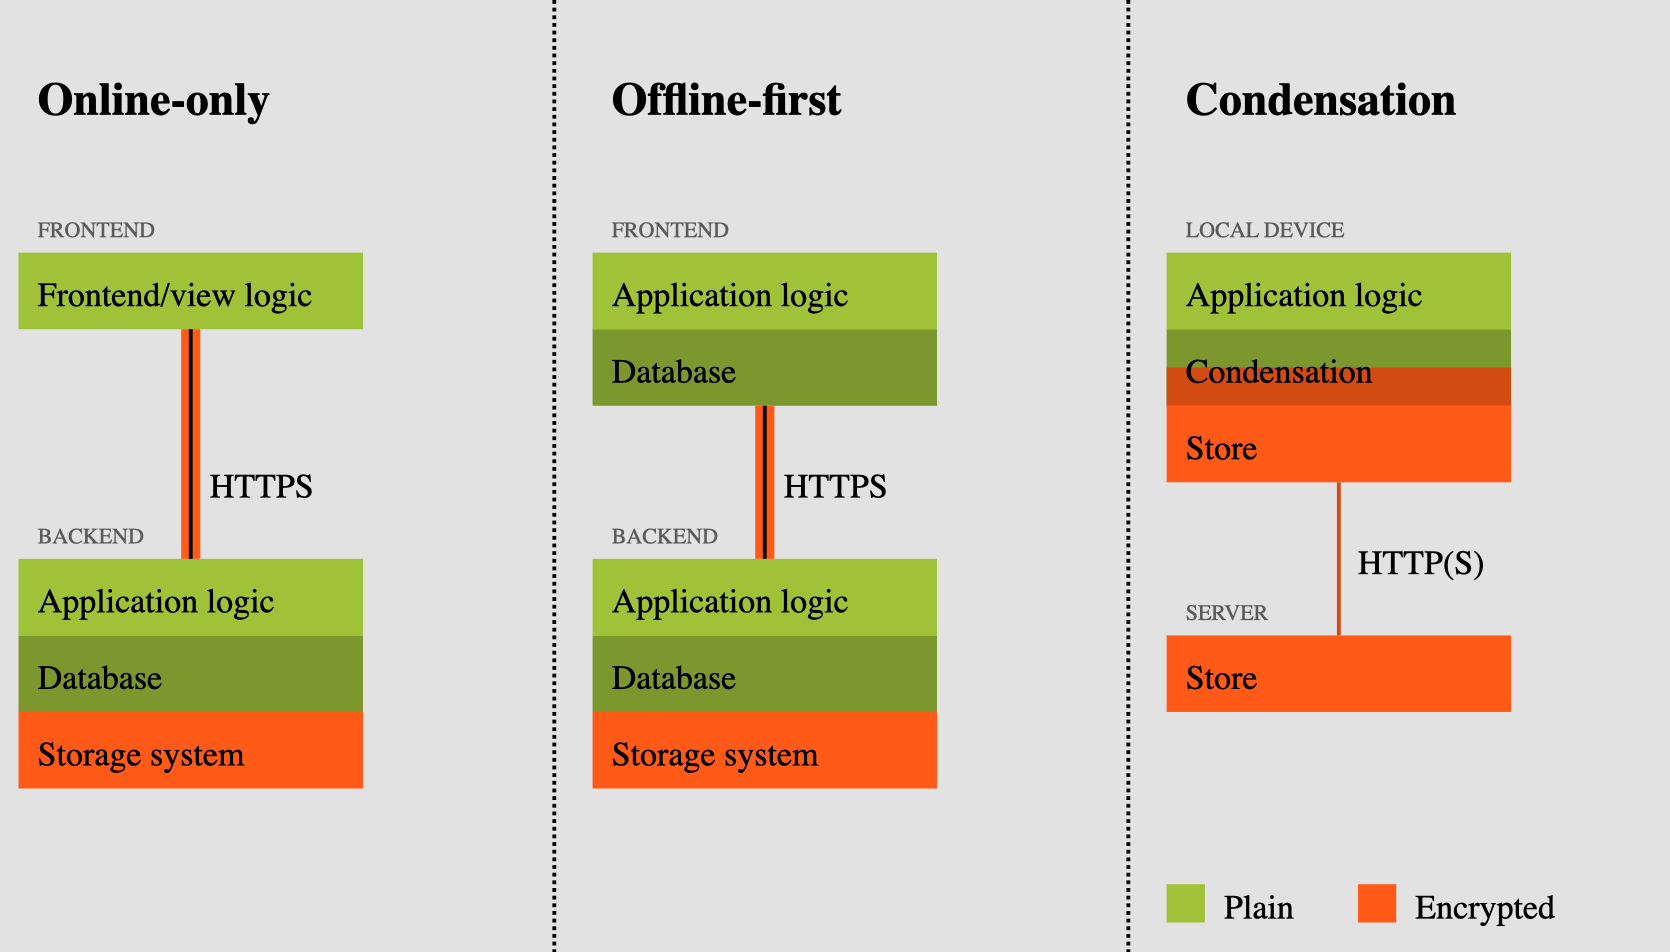 Online-only
FRONTEND
Frontend/view logic
HTTPS
BACKEND
Application logic
Database
Storage system
Offline-first
FRONTEND
Application logic
Database
HTTPS
BACKEND
Application logic
Database
Storage system
Condensation
LOCAL DEVICE
Application logic
Condensation
Store
HTTP(S)
SERVER
Store
Plain
Encrypted